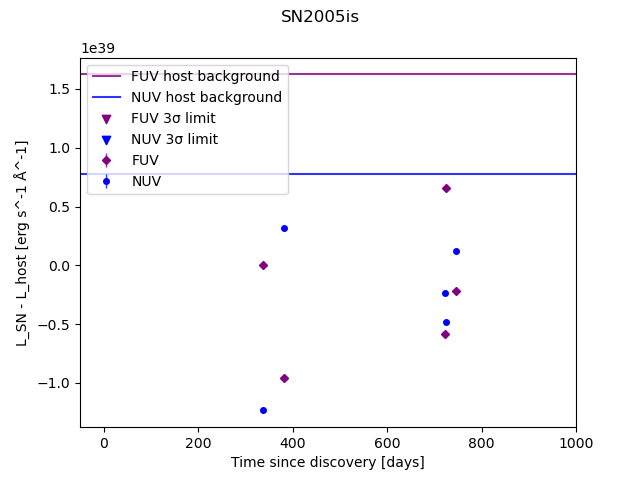 SN2005is
1e39
FUV host background
NUV host background
FUV 3σ limit
NUV 3σ limit
FUV
NUV
1.5
1.0
0.5
0.0
−0.5
−1.0
L_SN - L_host [erg s^-1 Å^-1]
0 200 400 600 800 1000
Time since discovery [days]